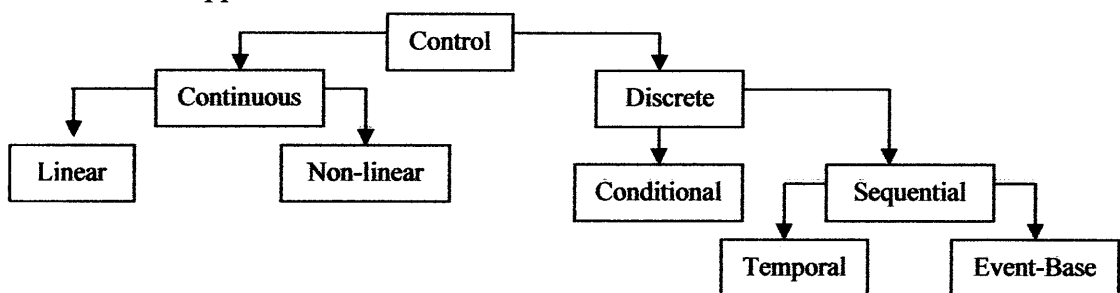 Control
Continuous
Discrete
Linear
Non-linear
Conditional
Sequential
Temporal
Event-Base